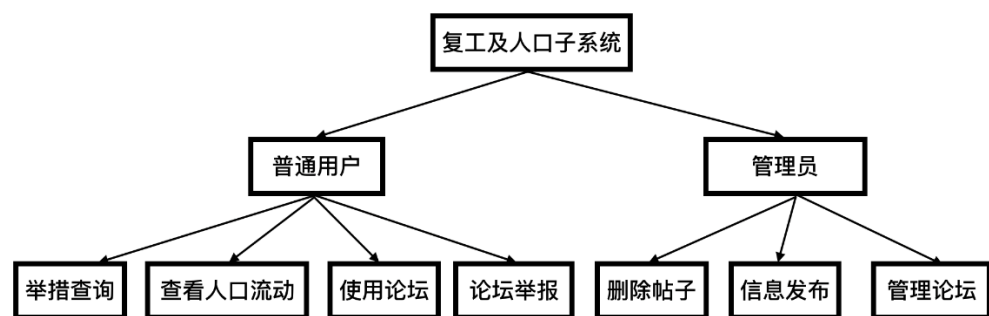 复工及人口子系统
普通用户
管理员
举措查询
查看人口流动
使用论坛
论坛举报
删除帖子
信息发布
管理论坛